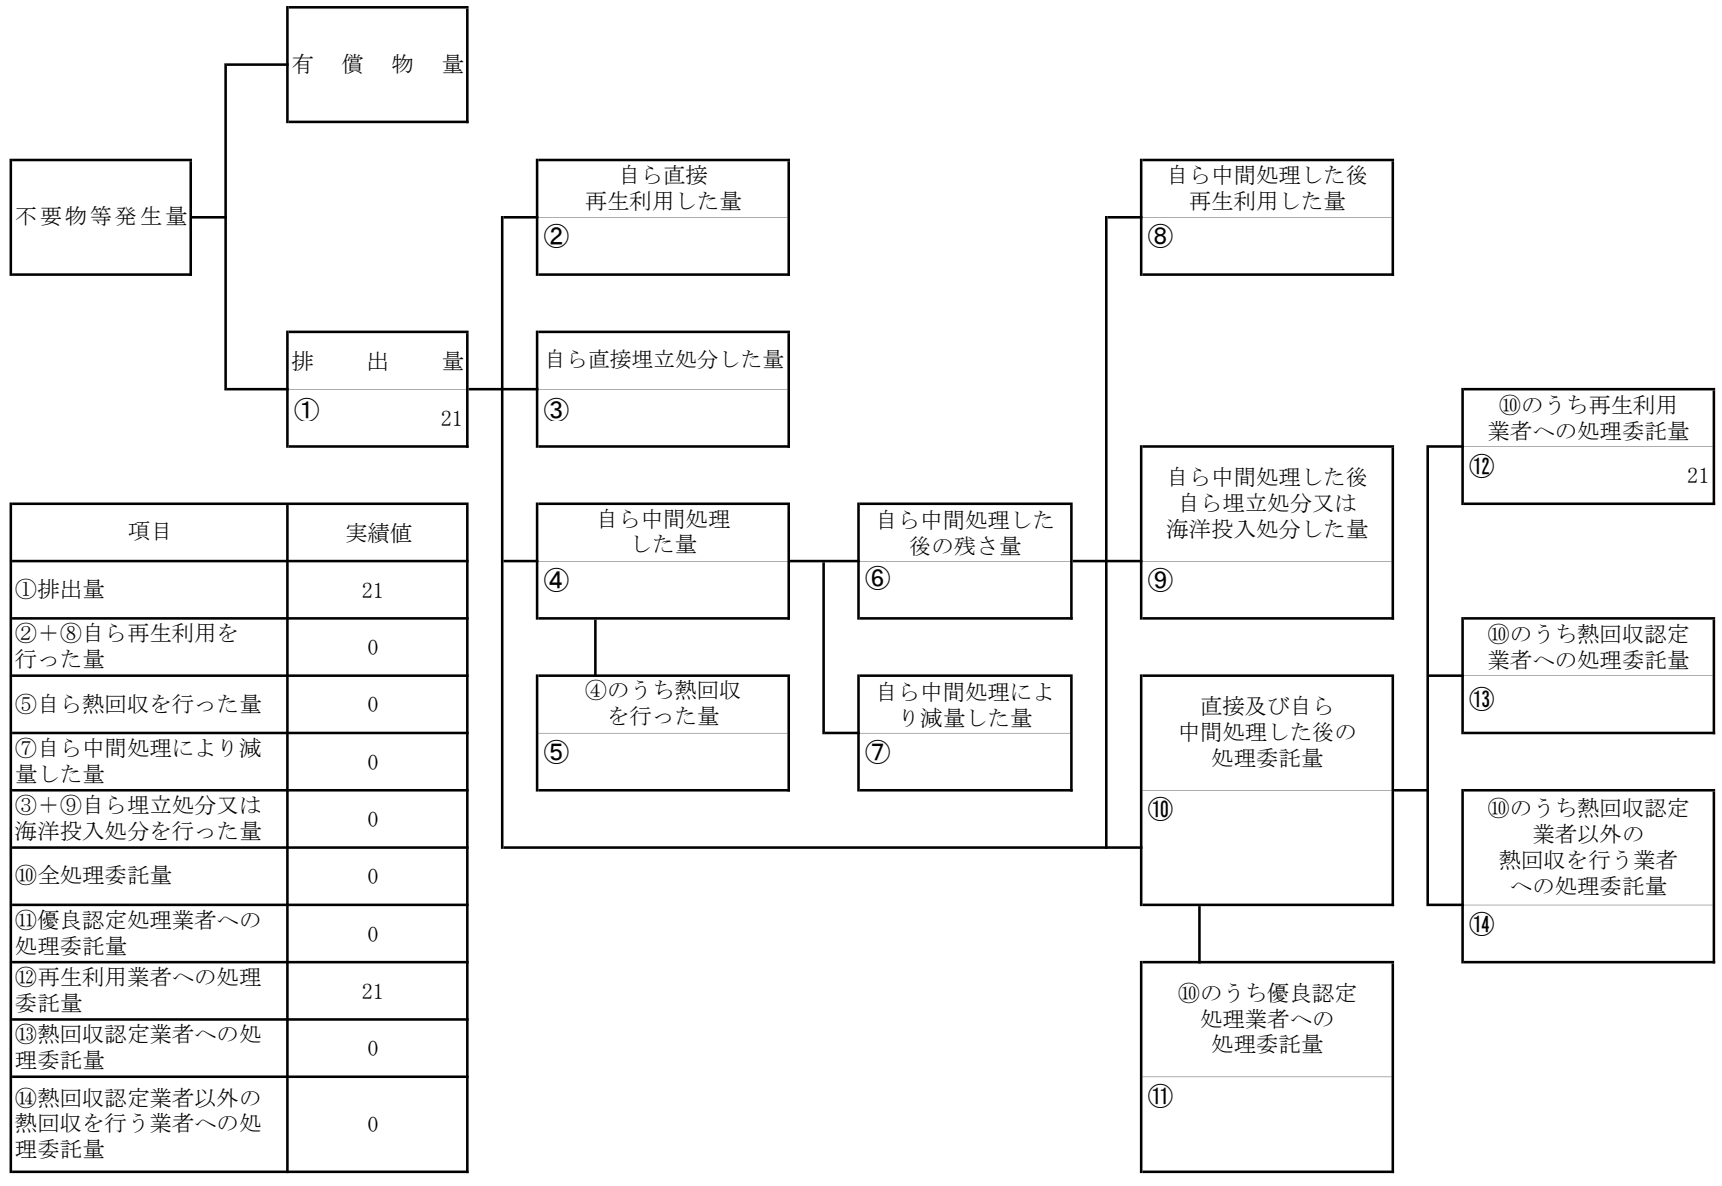 有償物量
不要物等発生量
排出量
①
21
自ら直接
再生利用した量
②
自ら直接埋立処分した量
③
自ら中間処理
した量
④
④のうち熱回収
を行った量
⑤
自ら中間処理した
後の残さ量
⑥
自ら中間処理によ
り減量した量
⑦
自ら中間処理した後
再生利用した量
⑧
自ら中間処理した後
自ら埋立処分又は
海洋投入処分した量
⑨
直接及び自ら
中間処理した後の
処理委託量
⑩
⑩のうち優良認定
処理業者への
処理委託量
⑪
⑩のうち再生利用
業者への処理委託量
⑫
21
⑩のうち熱回収認定
業者への処理委託量
⑬
⑩のうち熱回収認定
業者以外の
熱回収を行う業者
への処理委託量
⑭
項目 実績値
①排出量 21
②＋⑧自ら再生利用を
行った量
0
⑤自ら熱回収を行った量 0
⑦自ら中間処理により減
量した量
0
③＋⑨自ら埋立処分又は
海洋投入処分を行った量
0
⑩全処理委託量 0
⑪優良認定処理業者への
処理委託量
0
⑫再生利用業者への処理
委託量
21
⑬熱回収認定業者への処
理委託量
0
⑭熱回収認定業者以外の
熱回収を行う業者への処
理委託量
0